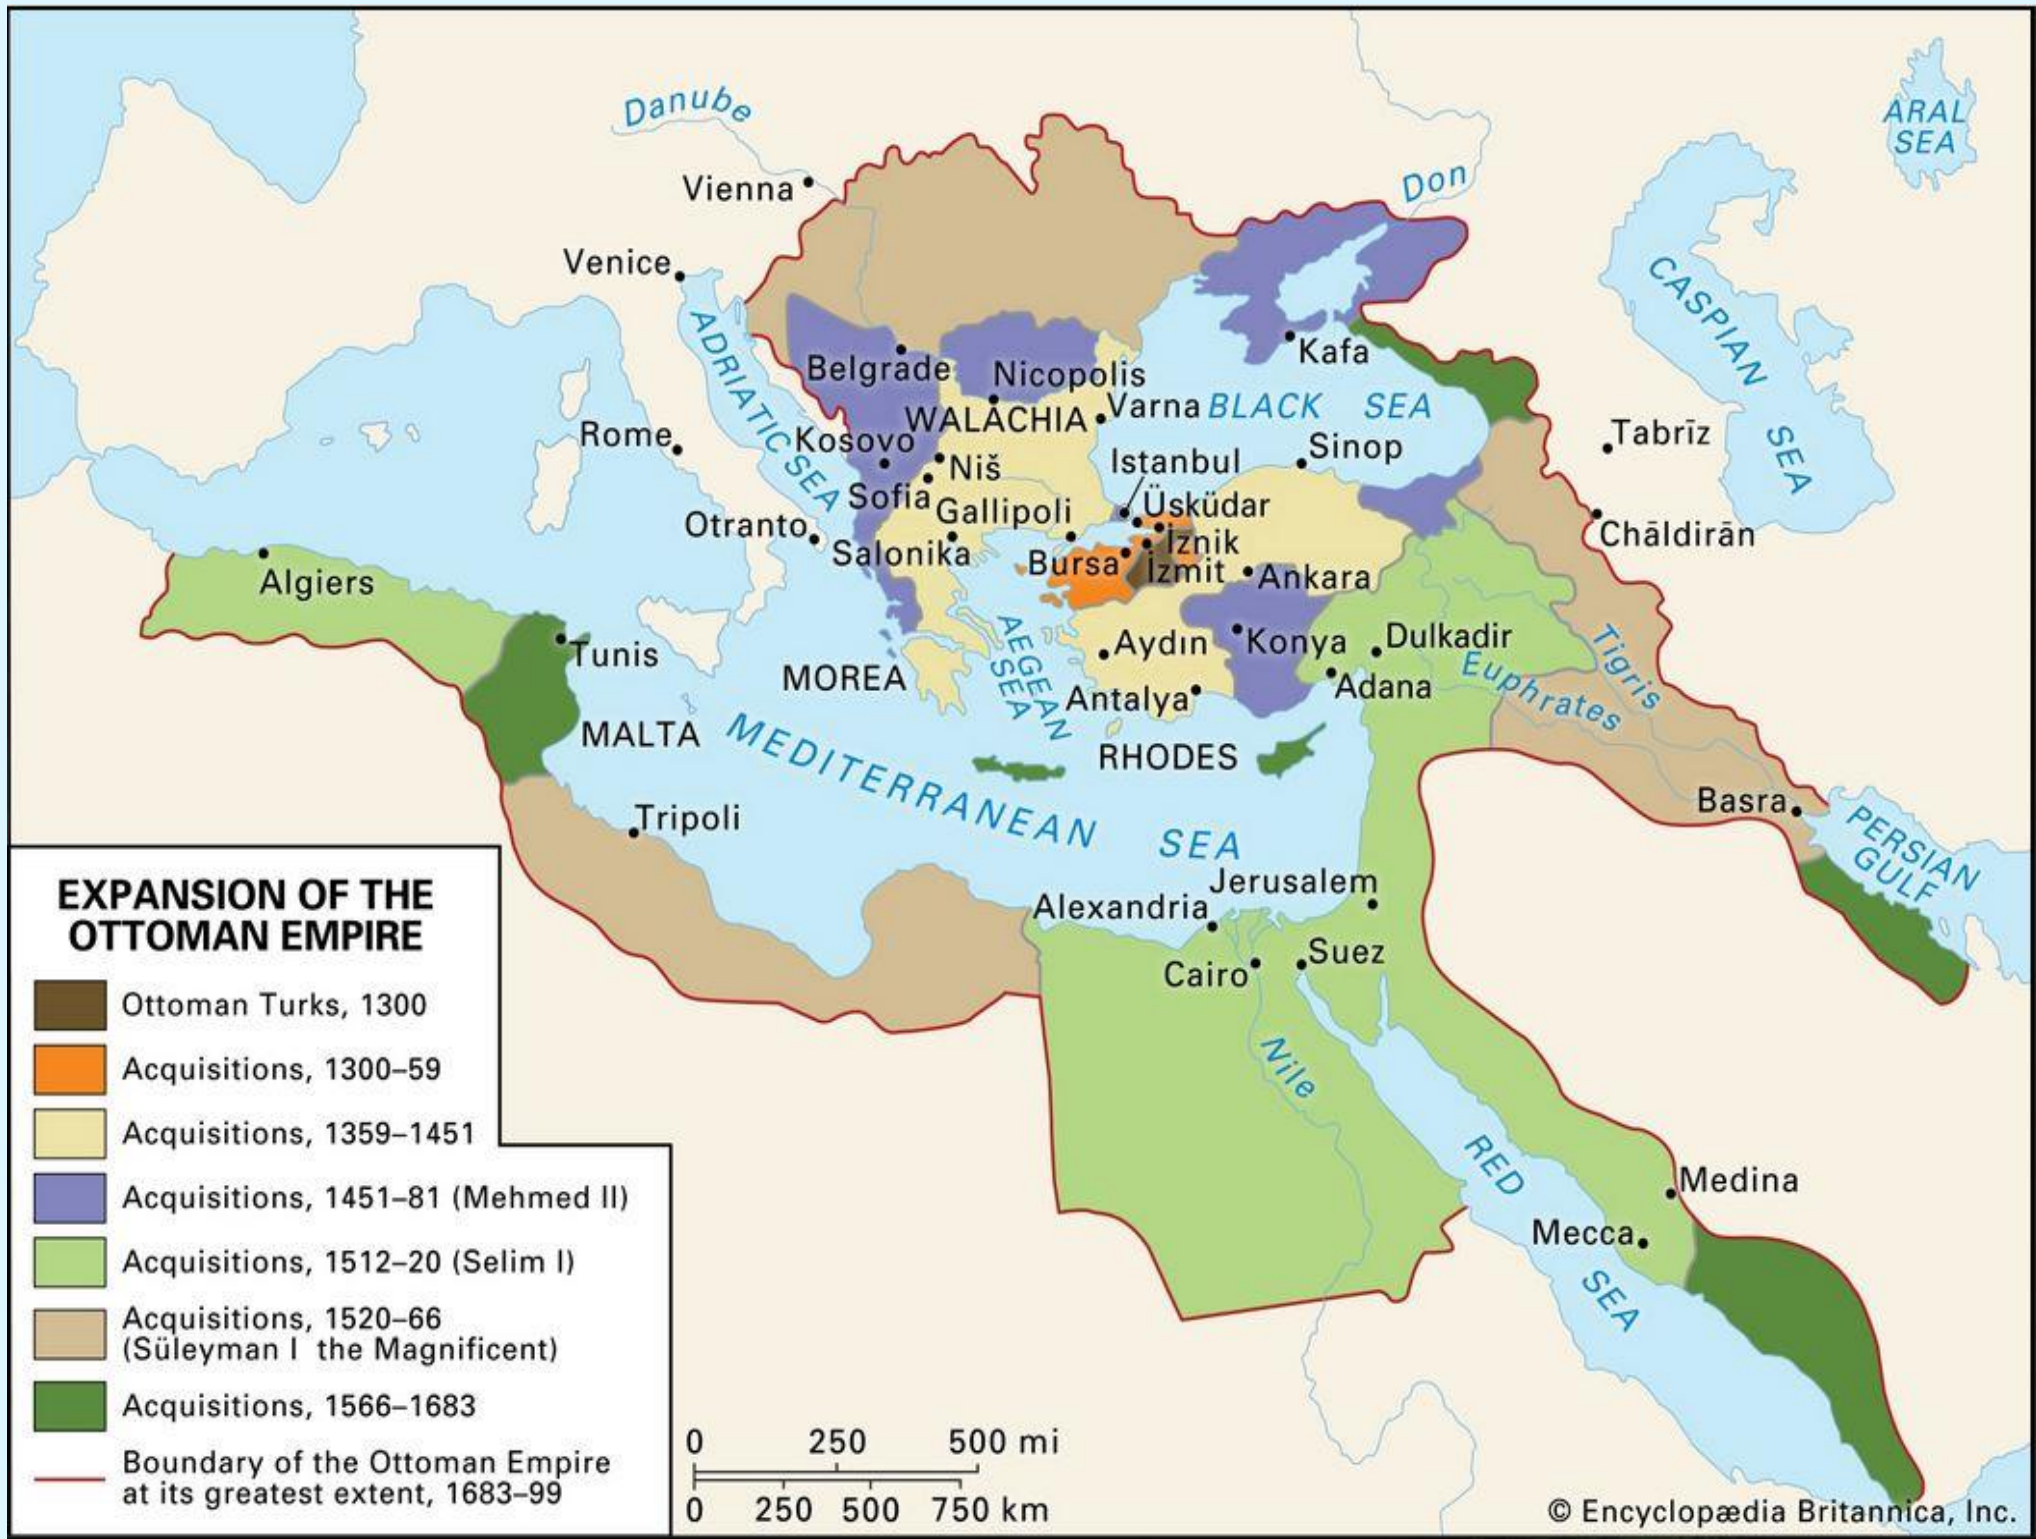 Danube
Vienna
Don
ARAL
SEA
Venice
CASPIAN
SEA
ADRIATIC SEA
Belgrade
Nicopolis
Kafa
WALACHIA
Varna
BLACK SEA
Rome
Kosovo
Niš
Istanbul
Sinop
Tabrīz
Sofia
Gallipoli
Üsküdar
Otranto
Salonika
Bursa
İznik
İzmit
Ankara
Chāldirān
Algiers
Tunis
MOREA
AEGEAN
SEA
Aydın
Konya
Dulkadir
Tigris
Antalya
Adana
Euphrates
MALTA
MEDITERRANEAN SEA
RHODES
Tripoli
Basra
PERSIAN
GULF
Jerusalem
Alexandria
Cairo
Suez
Nile
RED
SEA
Medina
Mecca
EXPANSION OF THE
OTTOMAN EMPIRE
Ottoman Turks, 1300
Acquisitions, 1300–59
Acquisitions, 1359–1451
Acquisitions, 1451–81 (Mehmed II)
Acquisitions, 1512–20 (Selim I)
Acquisitions, 1520–66
(Süleyman I the Magnificent)
Acquisitions, 1566–1683
Boundary of the Ottoman Empire
at its greatest extent, 1683–99
0 250 500 mi
0 250 500 750 km
© Encyclopædia Britannica, Inc.